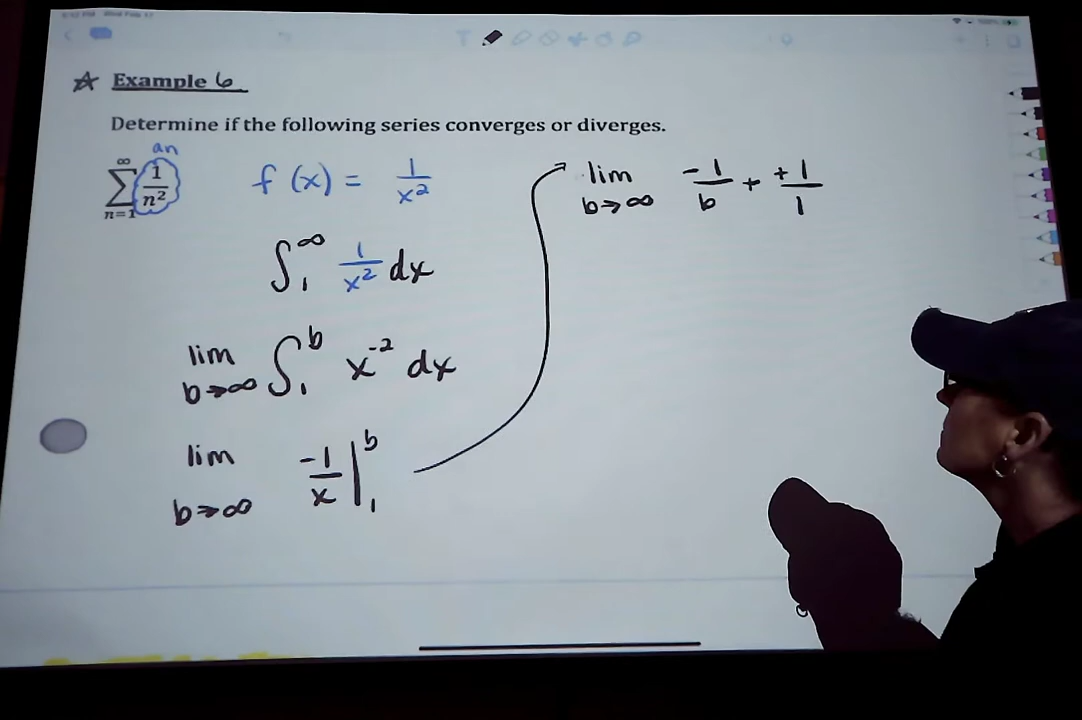 ☆ Example 6
Determine if the following series converges or diverges.
an
∞
∑ 1/n²
n=1
f(x) = 1/x²
∫₁^∞ 1/x² dx
lim b→∞ ∫₁^b x⁻² dx
lim b→∞ -1/x |₁^b
lim b→∞ -1/b + +1/1